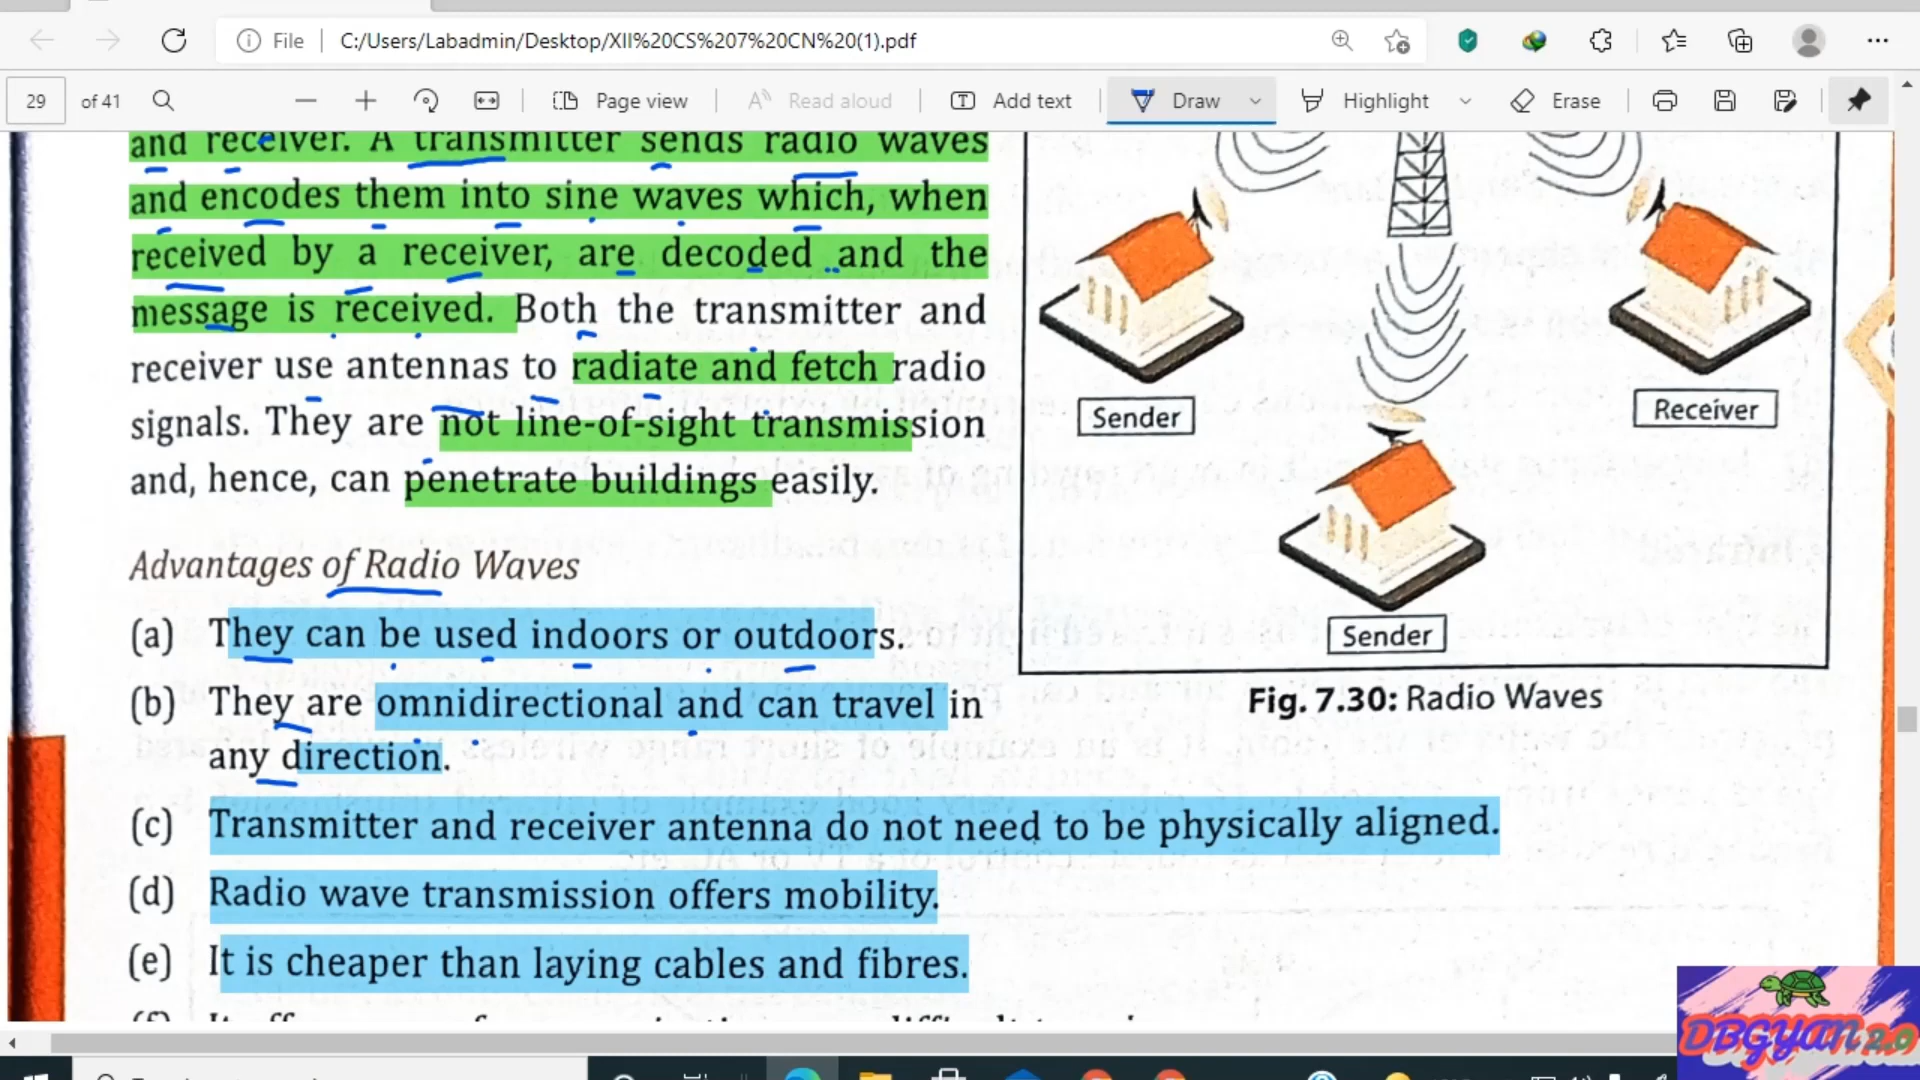 File
C:/Users/Labadmin/Desktop/XII%20CS%207%20CN%20(1).pdf
29 of 41
Page view
Read aloud
Add text
Draw
Highlight
Erase
and receiver. A transmitter sends radio waves
and encodes them into sine waves which, when
received by a receiver, are decoded and the
message is received. Both the transmitter and
receiver use antennas to radiate and fetch radio
signals. They are not line-of-sight transmission
and, hence, can penetrate buildings easily.
Sender
Receiver
Sender
Fig. 7.30: Radio Waves
Advantages of Radio Waves
(a) They can be used indoors or outdoors.
(b) They are omnidirectional and can travel in
any direction.
(c) Transmitter and receiver antenna do not need to be physically aligned.
(d) Radio wave transmission offers mobility.
(e) It is cheaper than laying cables and fibres.
DBGYAN 2.0